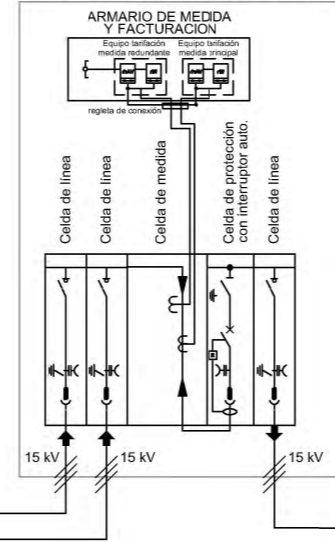 ARMARIO DE MEDIDA
Y FACTURACION
Equipo tarifación
medida redundante
Equipo tarifación
medida principal
regleta de conexión
Celda de línea
Celda de línea
Celda de medida
Celda de protección
con interruptor auto.
Celda de línea
15 kV
15 kV
15 kV